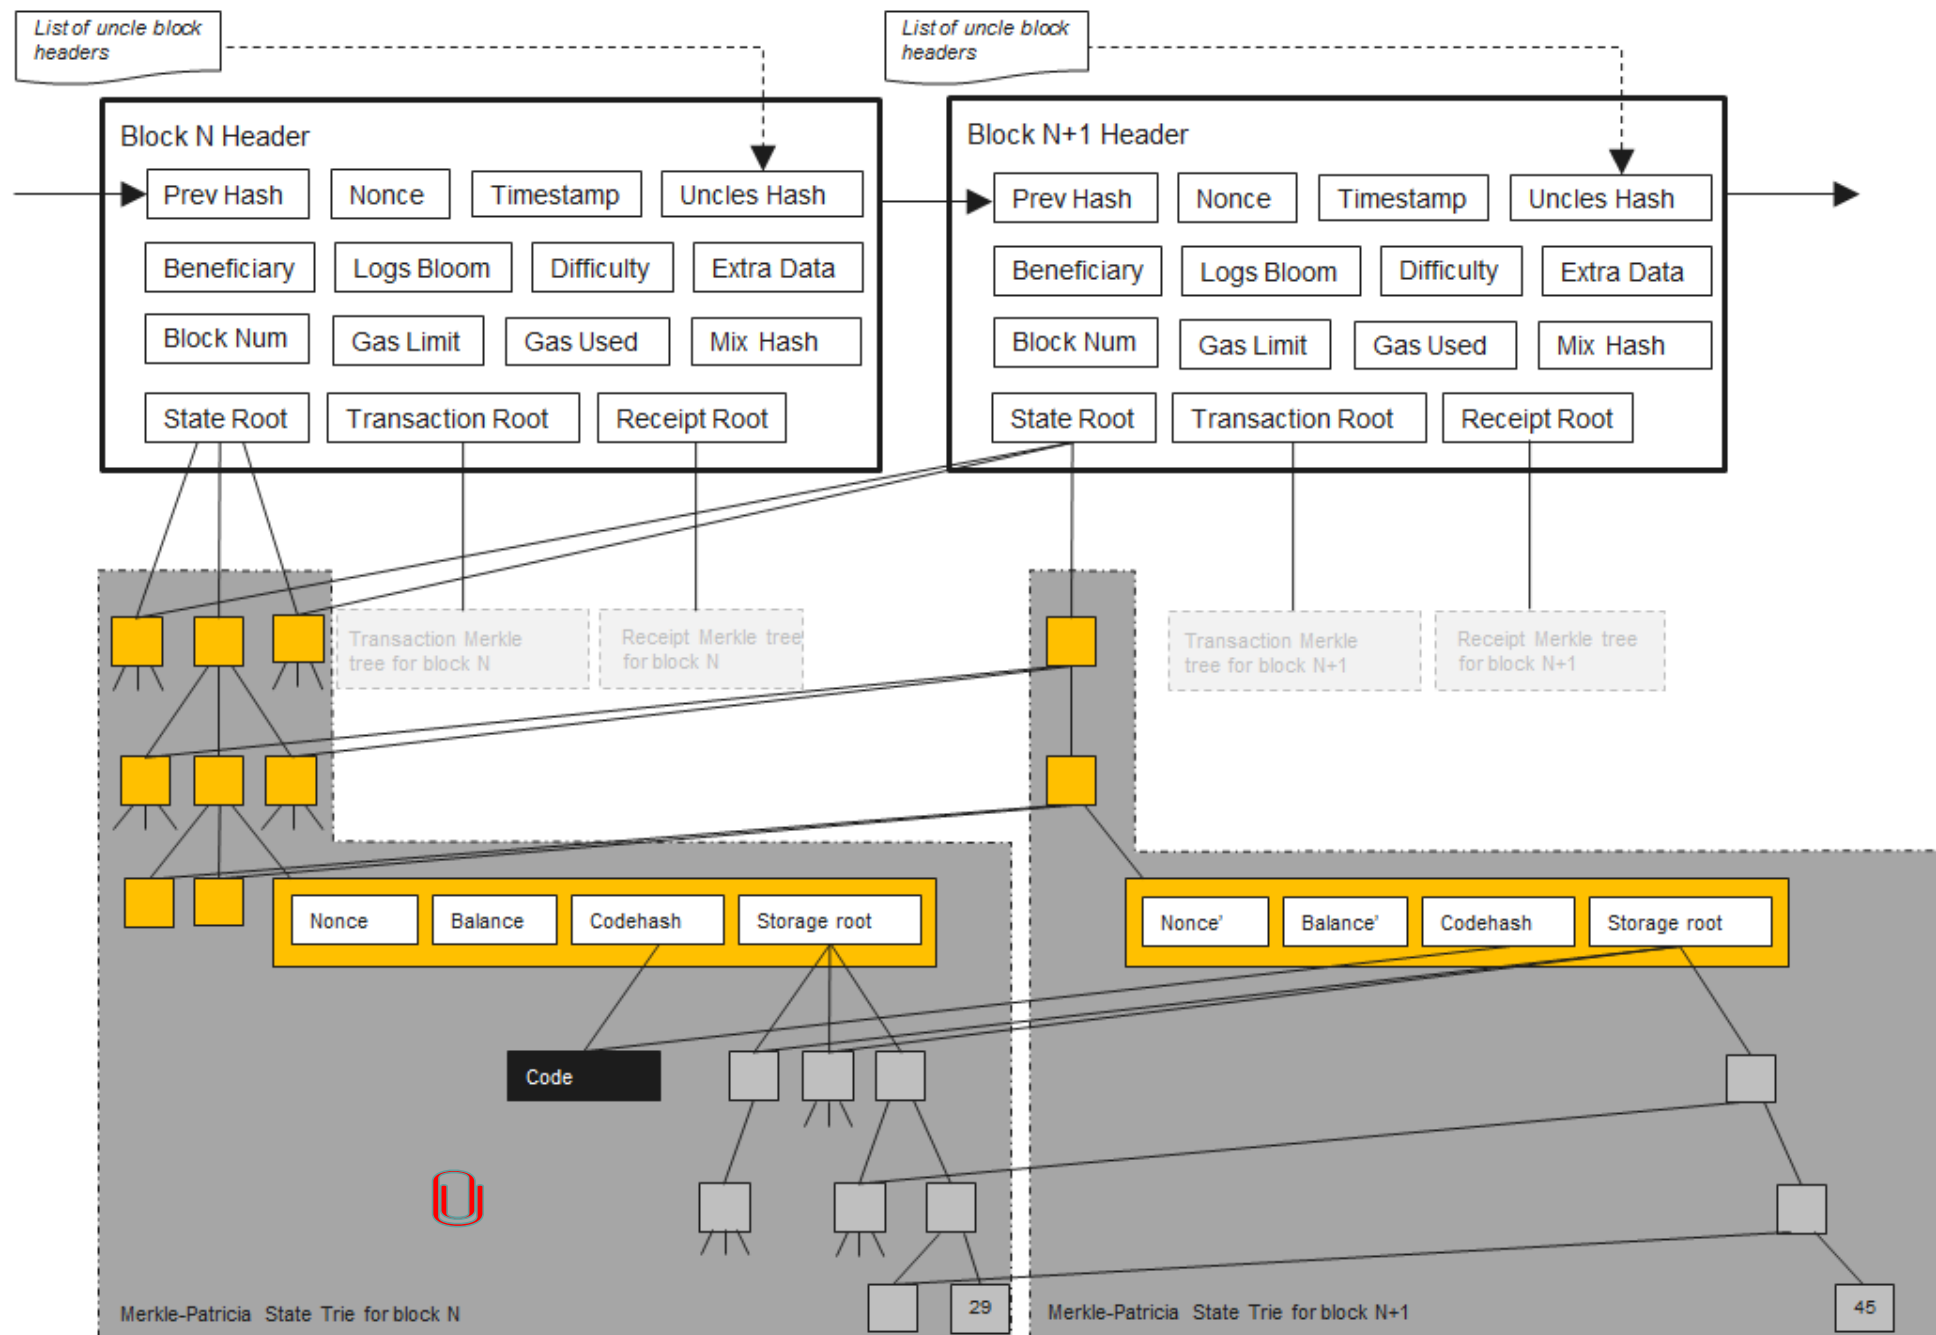 List of uncle block
headers
List of uncle block
headers
Block N Header
Prev Hash
Nonce
Timestamp
Uncles Hash
Beneficiary
Logs Bloom
Difficulty
Extra Data
Block Num
Gas Limit
Gas Used
Mix Hash
State Root
Transaction Root
Receipt Root
Block N+1 Header
Prev Hash
Nonce
Timestamp
Uncles Hash
Beneficiary
Logs Bloom
Difficulty
Extra Data
Block Num
Gas Limit
Gas Used
Mix Hash
State Root
Transaction Root
Receipt Root
Transaction Merkle
tree for block N
Receipt Merkle tree
for block N
Transaction Merkle
tree for block N+1
Receipt Merkle tree
for block N+1
Nonce
Balance
Codehash
Storage root
Nonce’
Balance’
Codehash
Storage root
Code
29
45
Merkle-Patricia State Trie for block N
Merkle-Patricia State Trie for block N+1